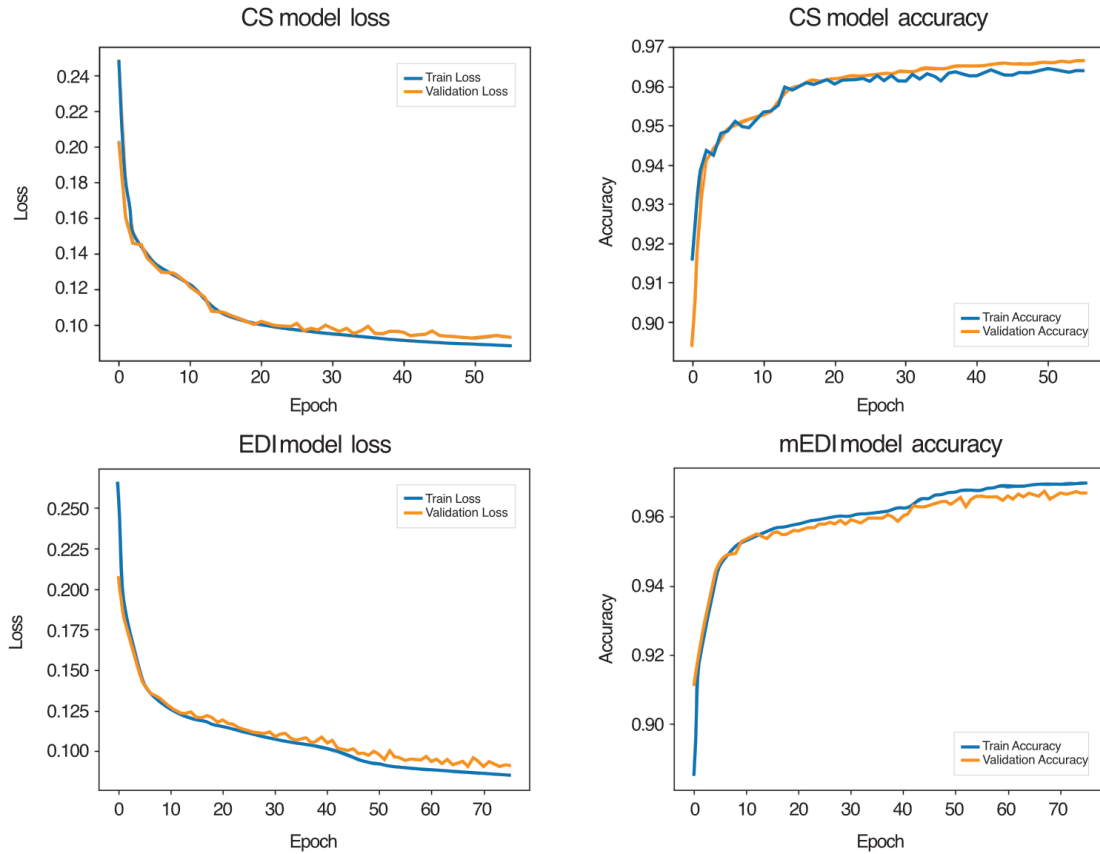 CS model loss
0.24
0.22
0.20
0.18
0.16
0.14
0.12
0.10
Loss
Train Loss
Validation Loss
0 10 20 30 40 50
Epoch
CS model accuracy
0.97
0.96
0.95
0.94
0.93
0.92
0.91
0.90
Accuracy
Train Accuracy
Validation Accuracy
0 10 20 30 40 50
Epoch
EDI model loss
0.250
0.225
0.200
0.175
0.150
0.125
0.100
Loss
Train Loss
Validation Loss
0 10 20 30 40 50 60 70
Epoch
mEDI model accuracy
0.96
0.94
0.92
0.90
Accuracy
Train Accuracy
Validation Accuracy
0 10 20 30 40 50 60 70
Epoch